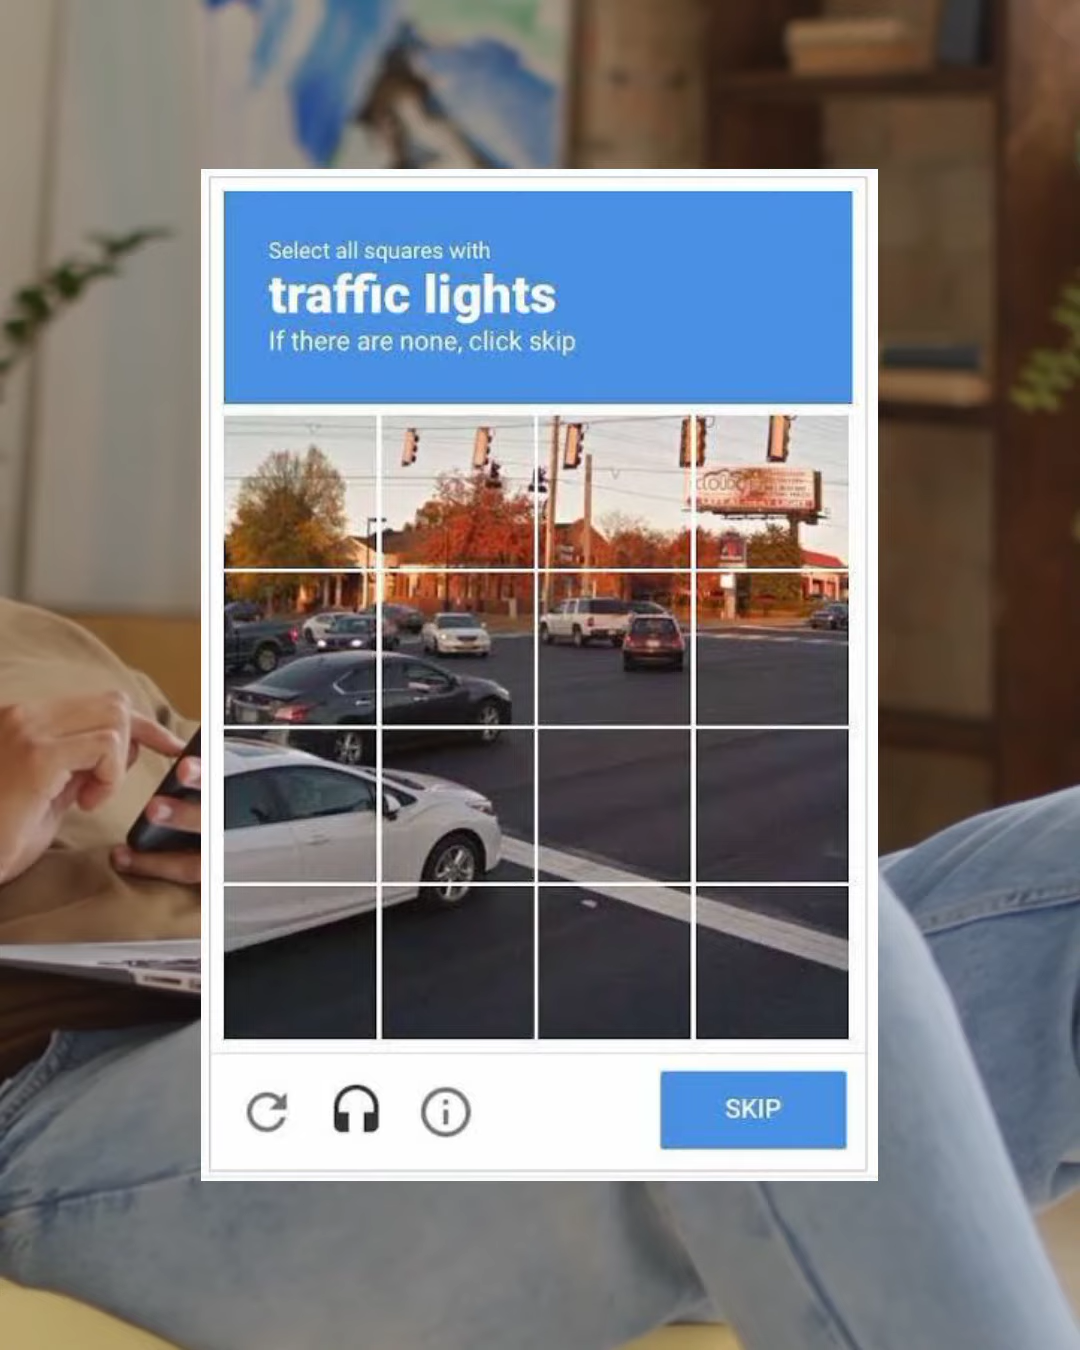 Select all squares with
traffic lights
If there are none, click skip
SKIP